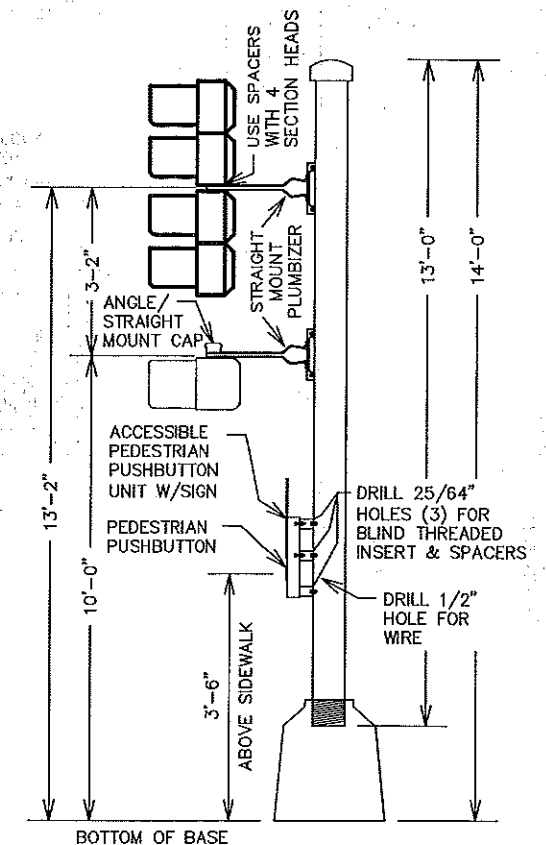 USE SPACERS
WITH 4
SECTION HEADS
STRAIGHT
MOUNT
PLUMBIZER
3'-2"
13'-0"
14'-0"
ANGLE/
STRAIGHT
MOUNT CAP
13'-2"
10'-0"
ACCESSIBLE
PEDESTRIAN
PUSHBUTTON
UNIT W/SIGN
PEDESTRIAN
PUSHBUTTON
DRILL 25/64"
HOLES (3) FOR
BLIND THREADED
INSERT & SPACERS
DRILL 1/2"
HOLE FOR
WIRE
3'-6"
ABOVE SIDEWALK
BOTTOM OF BASE